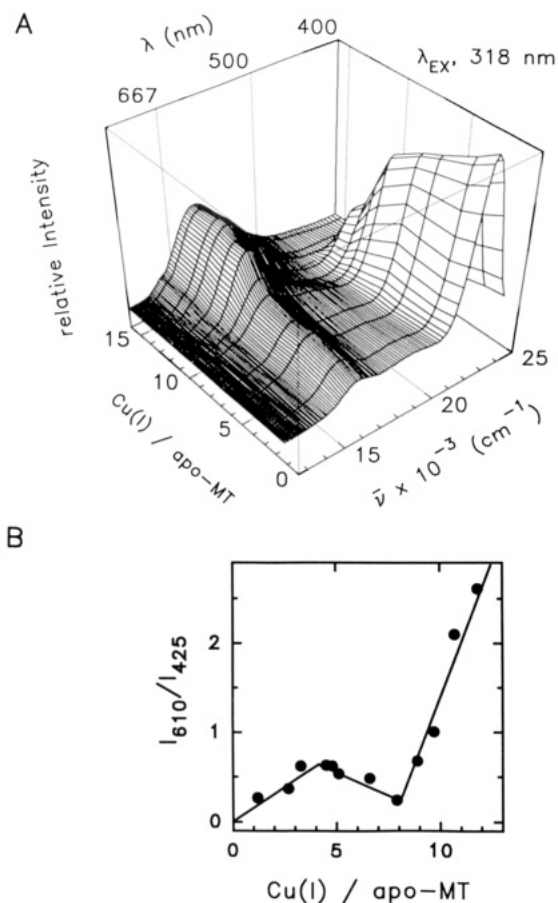 A
λ (nm)
400
500
667
λEX, 318 nm
relative Intensity
15
10
5
0
Cu(I) / apo-MT
15
20
25
ν̄ × 10⁻³ (cm⁻¹)
B
I610/I425
2
1
0
0
5
10
Cu(I) / apo-MT